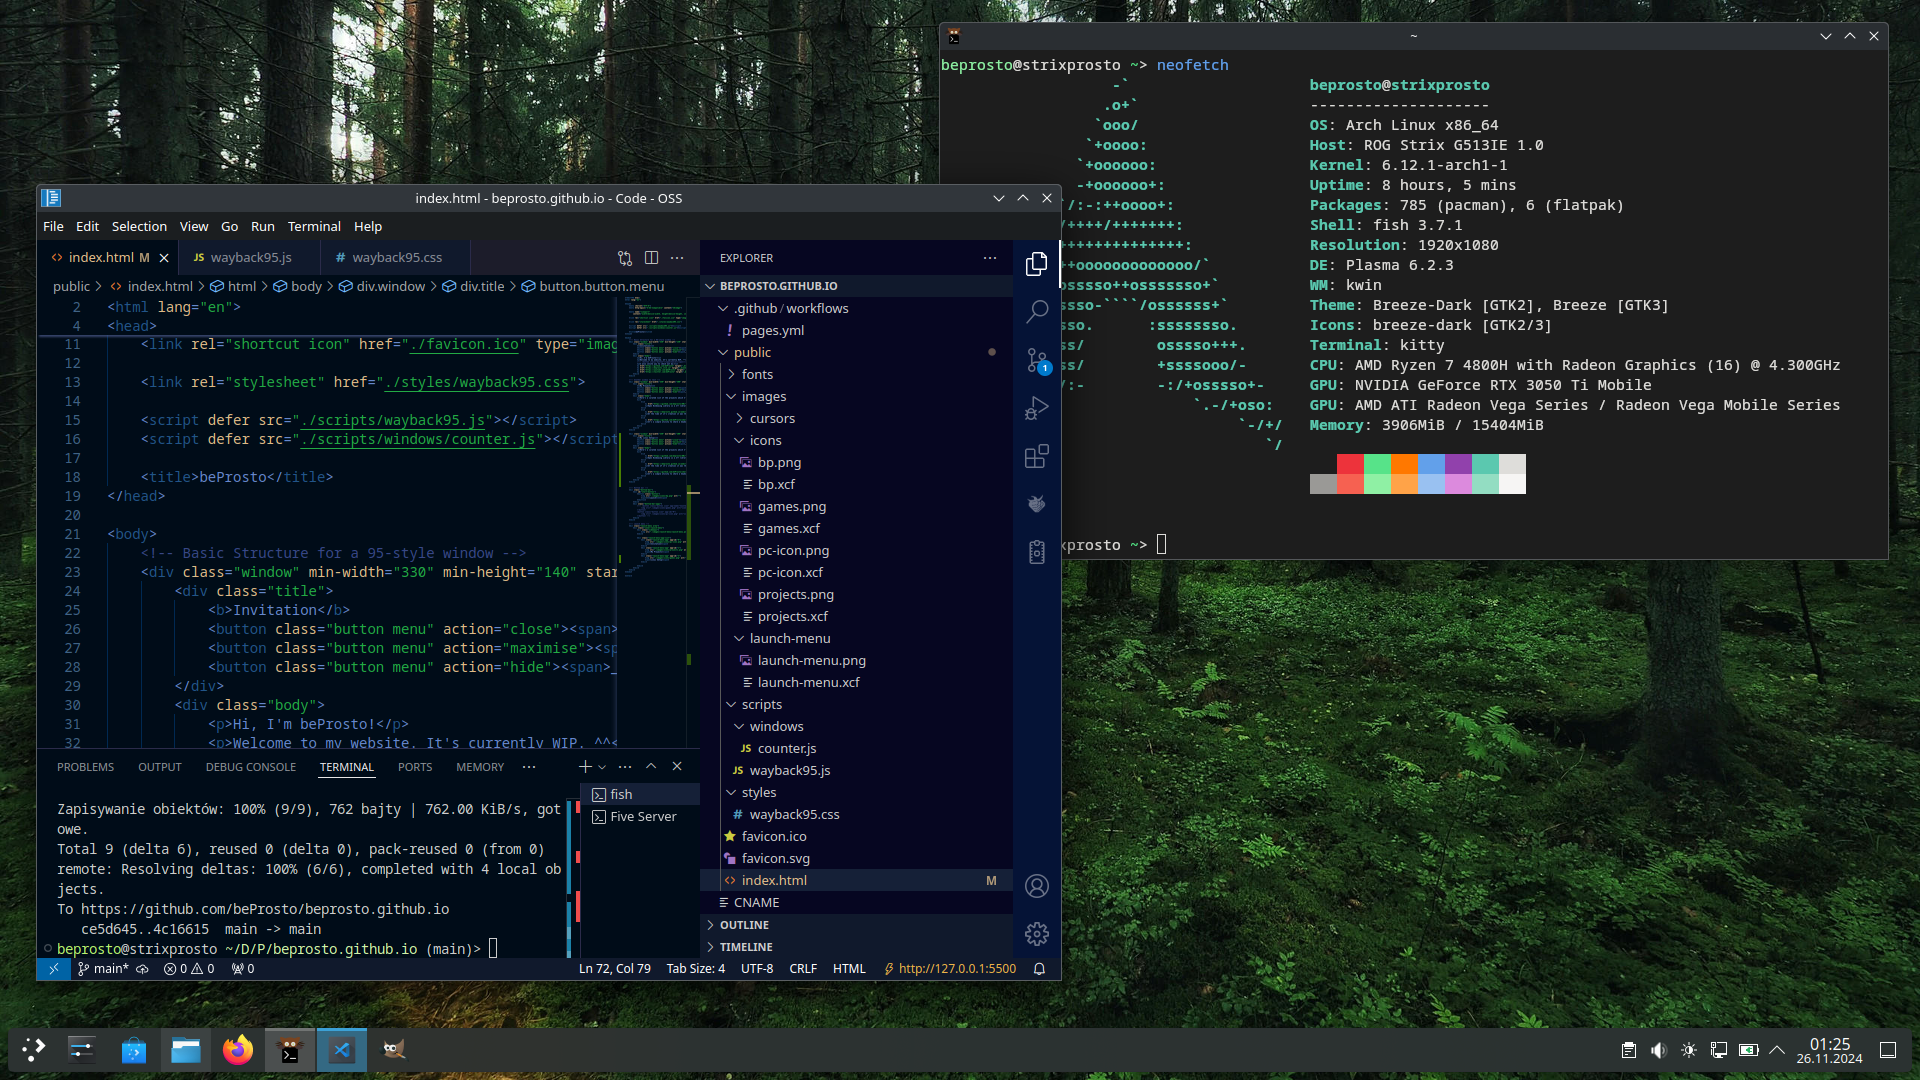 ~
beprosto@strixprosto ~> neofetch
beprosto@strixprosto
--------------------
OS: Arch Linux x86_64
Host: ROG Strix G513IE 1.0
Kernel: 6.12.1-arch1-1
Uptime: 8 hours, 5 mins
Packages: 785 (pacman), 6 (flatpak)
Shell: fish 3.7.1
Resolution: 1920x1080
DE: Plasma 6.2.3
WM: kwin
Theme: Breeze-Dark [GTK2], Breeze [GTK3]
Icons: breeze-dark [GTK2/3]
Terminal: kitty
CPU: AMD Ryzen 7 4800H with Radeon Graphics (16) @ 4.300GHz
GPU: NVIDIA GeForce RTX 3050 Ti Mobile
GPU: AMD ATI Radeon Vega Series / Radeon Vega Mobile Series
Memory: 3906MiB / 15404MiB
-`
.o+`
`ooo/
`+oooo:
`+oooooo:
-+oooooo+:
/:-:++oooo+:
/++++/+++++++:
++++++++++++++:
++ooooooooooooo/`
ossso++osssssso+`
ssso-````/ossssss+`
sso.      :ssssssso.
ss/        osssso+++.
ss/        +ssssooo/-
/:-        -:/+osssso+-
`.-/+oso:
`-/+/
`/
xprosto ~>
index.html - beprosto.github.io - Code - OSS
File Edit Selection View Go Run Terminal Help
index.html M
JS wayback95.js
# wayback95.css
public > index.html > html > body > div.window > div.title > button.button.menu
2 <html lang="en">
4 <head>
11 <link rel="shortcut icon" href="./favicon.ico" type="imag
12
13 <link rel="stylesheet" href="./styles/wayback95.css">
14
15 <script defer src="./scripts/wayback95.js"></script>
16 <script defer src="./scripts/windows/counter.js"></script
17
18 <title>beProsto</title>
19 </head>
20
21 <body>
22 <!-- Basic Structure for a 95-style window -->
23 <div class="window" min-width="330" min-height="140" star
24 <div class="title">
25 <b>Invitation</b>
26 <button class="button menu" action="close"><span>
27 <button class="button menu" action="maximise"><sp
28 <button class="button menu" action="hide"><span>_
29 </div>
30 <div class="body">
31 <p>Hi, I'm beProsto!</p>
32 <p>Welcome to my website. It's currently WIP. ^^<
PROBLEMS OUTPUT DEBUG CONSOLE TERMINAL PORTS MEMORY
Zapisywanie obiektów: 100% (9/9), 762 bajty | 762.00 KiB/s, got
owe.
Total 9 (delta 6), reused 0 (delta 0), pack-reused 0 (from 0)
remote: Resolving deltas: 100% (6/6), completed with 4 local ob
jects.
To https://github.com/beProsto/beprosto.github.io
ce5d645..4c16615  main -> main
beprosto@strixprosto ~/D/P/beprosto.github.io (main)>
fish
Five Server
EXPLORER
BEPROSTO.GITHUB.IO
.github / workflows
! pages.yml
public
fonts
images
cursors
icons
bp.png
bp.xcf
games.png
games.xcf
pc-icon.png
pc-icon.xcf
projects.png
projects.xcf
launch-menu
launch-menu.png
launch-menu.xcf
scripts
windows
JS counter.js
JS wayback95.js
styles
# wayback95.css
favicon.ico
favicon.svg
index.html M
CNAME
OUTLINE
TIMELINE
1
main* 0 0 0
Ln 72, Col 79 Tab Size: 4 UTF-8 CRLF HTML http://127.0.0.1:5500
01:25
26.11.2024